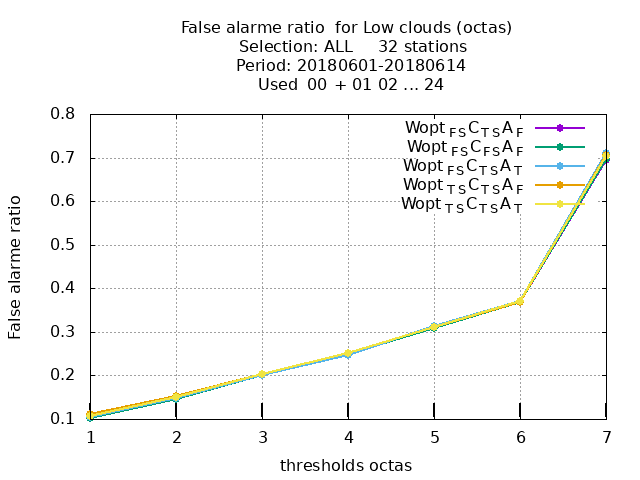 False alarme ratio for Low clouds (octas)
Selection: ALL 32 stations
Period: 20180601-20180614
Used 00 + 01 02 ... 24
0.8
0.7
0.6
0.5
0.4
0.3
0.2
0.1
False alarme ratio
Wopt FS C TS A F
Wopt FS C FS A F
Wopt FS C TS A T
Wopt TS C TS A F
Wopt TS C TS A T
1 2 3 4 5 6 7
thresholds octas